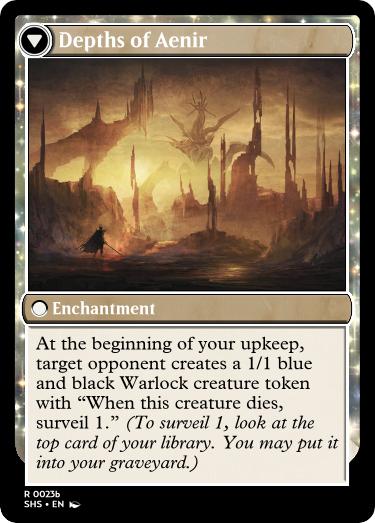 Depths of Aenir
Enchantment
At the beginning of your upkeep,
target opponent creates a 1/1 blue
and black Warlock creature token
with “When this creature dies,
surveil 1.” (To surveil 1, look at the
top card of your library. You may put it
into your graveyard.)
R 0023b
SHS • EN